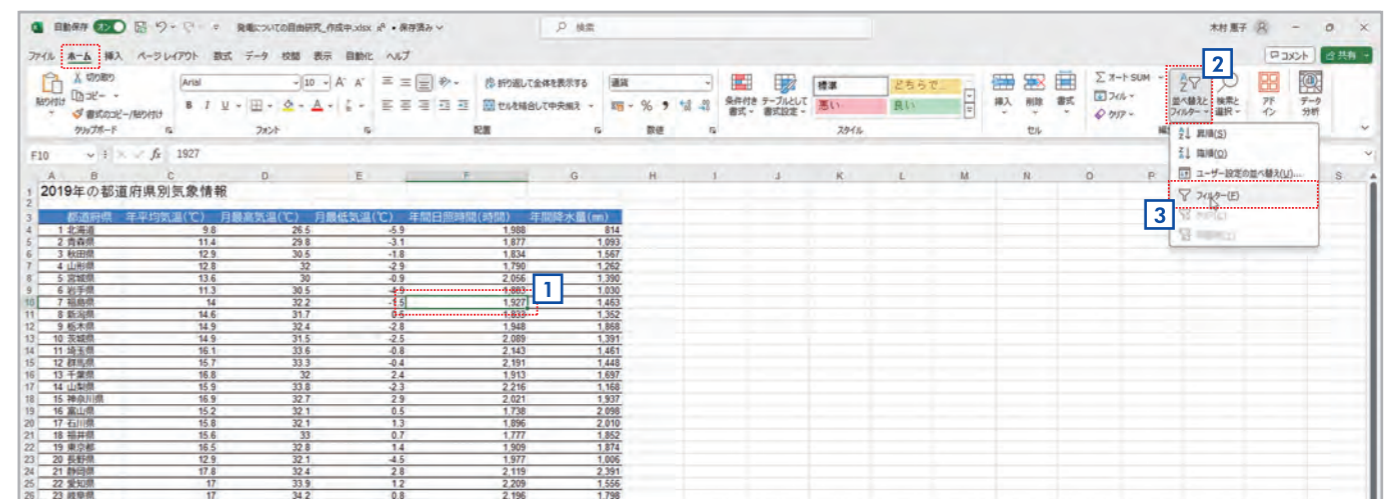 自動保存 オン 発電についての自由研究_作成中.xlsx • 保存済み 検索 木村 重子
ファイル ホーム 挿入 ページ レイアウト 数式 データ 校閲 表示 自動化 ヘルプ コメント 共有
2
貼り付け 切り取り コピー 書式のコピー/貼り付け
クリップボード
Arial 10 A A
B I U
フォント
折り返して全体を表示する
セルを結合して中央揃え
配置
通貨
% 9
数値
条件付き書式 テーブルとして書式設定
標準 どちらで...
悪い 良い
スタイル
挿入 削除 書式
セル
Σ オート SUM
フィル
クリア
並べ替えとフィルター 検索と選択 アドイン データ分析
昇順(S)
降順(O)
ユーザー設定の並べ替え(U)...
フィルター(F)
3
F10 fx 1927
A B C D E F G H I J K L M N O P S
1 2019年の都道府県別気象情報
2
3 都道府県 年平均気温(℃) 月最高気温(℃) 月最低気温(℃) 年間日照時間(時間) 年間降水量(㎜)
4 1 北海道 9.8 26.5 -5.9 1,988 814
5 2 青森県 11.4 29.8 -3.1 1,877 1,093
6 3 秋田県 12.9 30.5 -1.8 1,834 1,567
7 4 山形県 12.8 32 -2.9 1,790 1,262
8 5 宮城県 13.6 30 -0.9 2,056 1,390
9 6 岩手県 11.3 30.5 -4.9 1,883 1,030
1
10 7 福島県 14 32.2 -1.5 1,927 1,463
11 8 新潟県 14.6 31.7 0.5 1,833 1,352
12 9 栃木県 14.9 32.4 -2.8 1,948 1,868
13 10 茨城県 14.9 31.5 -2.5 2,089 1,391
14 11 埼玉県 16.1 33.6 -0.8 2,143 1,461
15 12 群馬県 15.7 33.3 -0.4 2,191 1,448
16 13 千葉県 16.8 32 2.4 1,913 1,697
17 14 山梨県 15.9 33.8 -2.3 2,216 1,168
18 15 神奈川県 16.9 32.7 2.9 2,021 1,937
19 16 富山県 15.2 32.1 0.5 1,738 2,098
20 17 石川県 15.8 32.1 1.3 1,896 2,010
21 18 福井県 15.6 33 0.7 1,777 1,852
22 19 東京都 16.5 32.8 1.4 1,909 1,874
23 20 長野県 12.9 32.1 -4.5 1,977 1,006
24 21 静岡県 17.8 32.4 2.8 2,119 2,391
25 22 愛知県 17 33.9 1.2 2,209 1,556
26 23 岐阜県 17 34.2 0.8 2,196 1,798